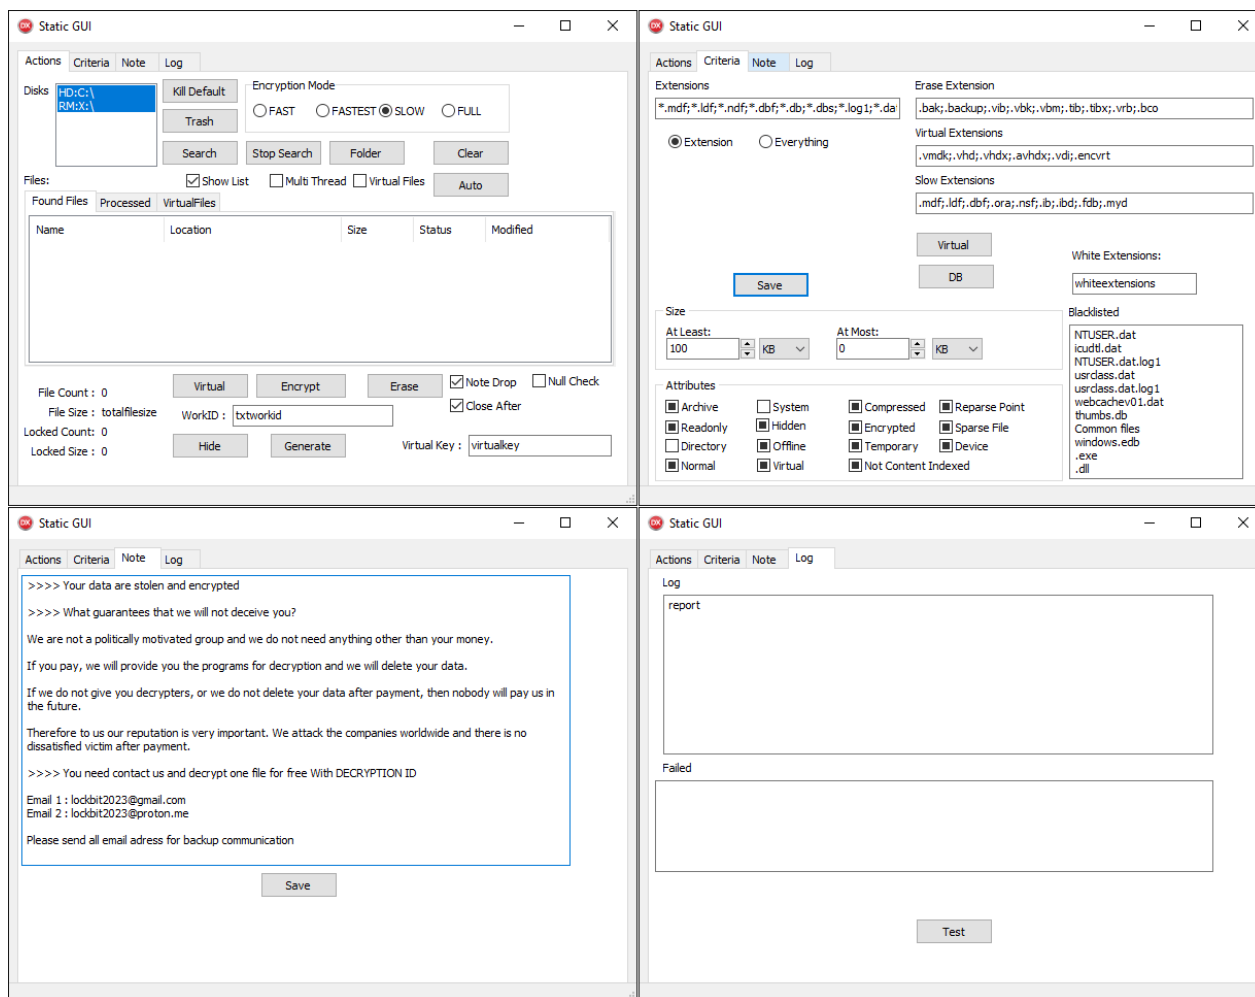 Static GUI
Actions Criteria Note Log
Disks
HD:C:\
RM:X:\
Kill Default
Trash
Encryption Mode
FAST FASTEST SLOW FULL
Search Stop Search Folder Clear
Files:
Show List Multi Thread Virtual Files Auto
Found Files Processed VirtualFiles
Name Location Size Status Modified
File Count : 0
File Size : totalfilesize
Locked Count: 0
Locked Size : 0
Virtual Encrypt Erase
Note Drop Null Check
Close After
WorkID : txtworkid
Hide Generate
Virtual Key : virtualkey
Static GUI
Actions Criteria Note Log
Extensions
*.mdf;*.ldf;*.ndf;*.dbf;*.db;*.dbs;*.log1;*.da
Extension Everything
Erase Extension
.bak;.backup;.vib;.vbk;.vbm;.tib;.tibx;.vrb;.bco
Virtual Extensions
.vmdk;.vhd;.vhdx;.avhdx;.vdi;.encvrt
Slow Extensions
.mdf;.ldf;.dbf;.ora;.nsf;.ib;.ibd;.fdb;.myd
Virtual
DB
Save
White Extensions:
whiteextensions
Size
At Least: At Most:
100 KB 0 KB
Blacklisted
NTUSER.dat
icudtl.dat
NTUSER.dat.log1
usrclass.dat
usrclass.dat.log1
webcachev01.dat
thumbs.db
Common files
windows.edb
.exe
.dll
Attributes
Archive System Compressed Reparse Point
Readonly Hidden Encrypted Sparse File
Directory Offline Temporary Device
Normal Virtual Not Content Indexed
Static GUI
Actions Criteria Note Log
>>>> Your data are stolen and encrypted
>>>> What guarantees that we will not deceive you?
We are not a politically motivated group and we do not need anything other than your money.
If you pay, we will provide you the programs for decryption and we will delete your data.
If we do not give you decrypters, or we do not delete your data after payment, then nobody will pay us in
the future.
Therefore to us our reputation is very important. We attack the companies worldwide and there is no
dissatisfied victim after payment.
>>>> You need contact us and decrypt one file for free With DECRYPTION ID
Email 1 : lockbit2023@gmail.com
Email 2 : lockbit2023@proton.me
Please send all email adress for backup communication
Save
Static GUI
Actions Criteria Note Log
Log
report
Failed
Test